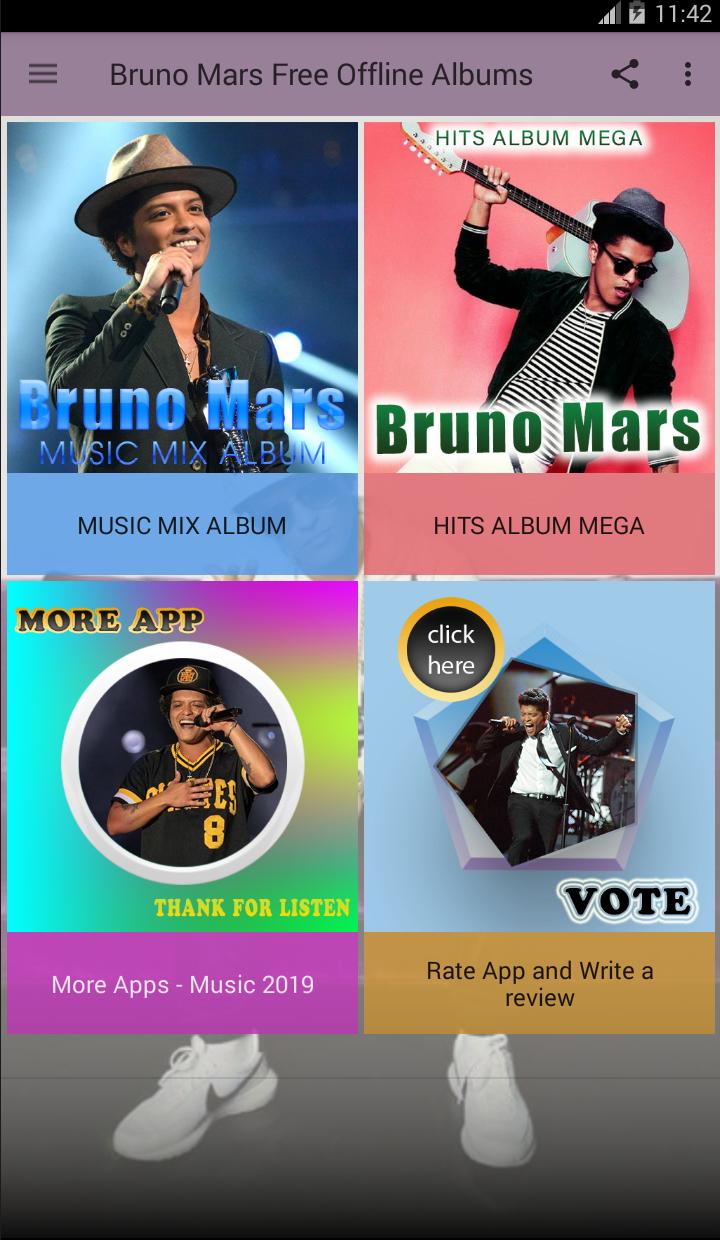 11:42
Bruno Mars Free Offline Albums
Bruno Mars
MUSIC MIX ALBUM
MUSIC MIX ALBUM
HITS ALBUM MEGA
Bruno Mars
HITS ALBUM MEGA
MORE APP
8
THANK FOR LISTEN
More Apps - Music 2019
click
here
VOTE
Rate App and Write a
review